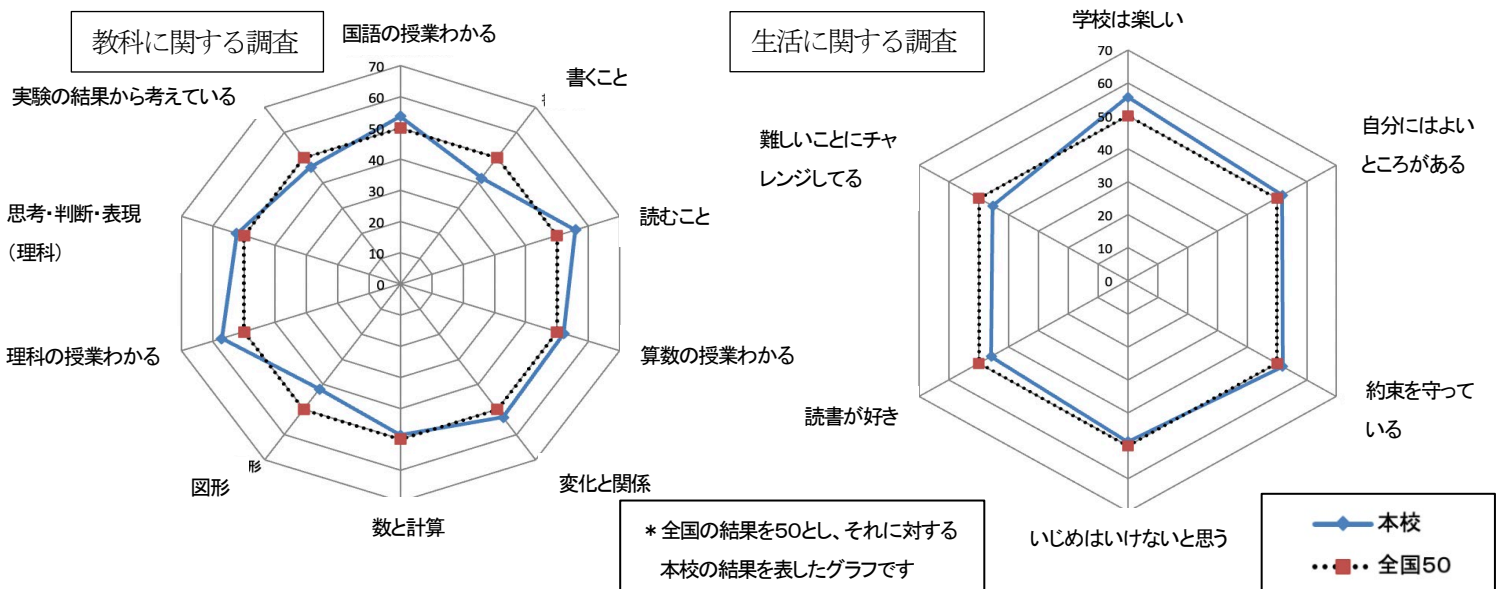 教科に関する調査
国語の授業わかる
書くこと
読むこと
算数の授業わかる
変化と関係
数と計算
図形
形
理科の授業わかる
思考・判断・表現
(理科)
実験の結果から考えている
70
60
50
40
30
20
10
0
生活に関する調査
学校は楽しい
自分にはよい
ところがある
約束を守って
いる
いじめはいけないと思う
読書が好き
難しいことにチャ
レンジしてる
70
60
50
40
30
20
10
0
*全国の結果を50とし、それに対する
本校の結果を表したグラフです
本校
全国50